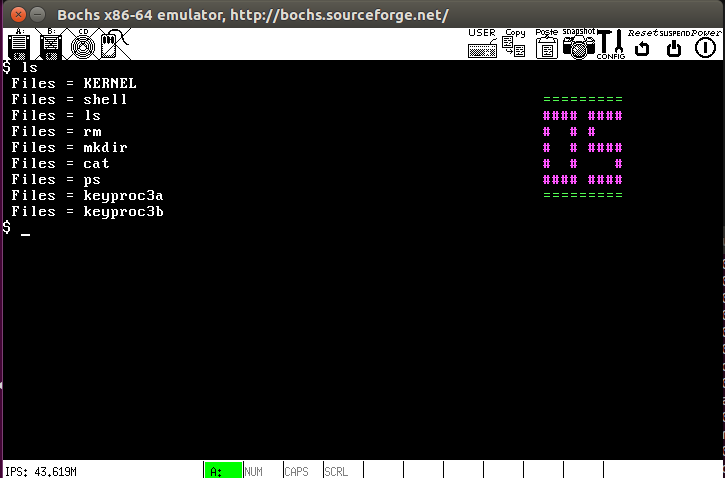 Bochs x86-64 emulator, http://bochs.sourceforge.net/
A: B: CD USER Copy Paste snapshot CONFIG Reset SUSPEND Power
$ ls
Files = KERNEL
Files = shell
Files = ls
Files = rm
Files = mkdir
Files = cat
Files = ps
Files = keyproc3a
Files = keyproc3b
$ _
=========
#### ####
#  # #
#  # ####
#  #    #
#### ####
=========
IPS: 43.619M A: NUM CAPS SCRL